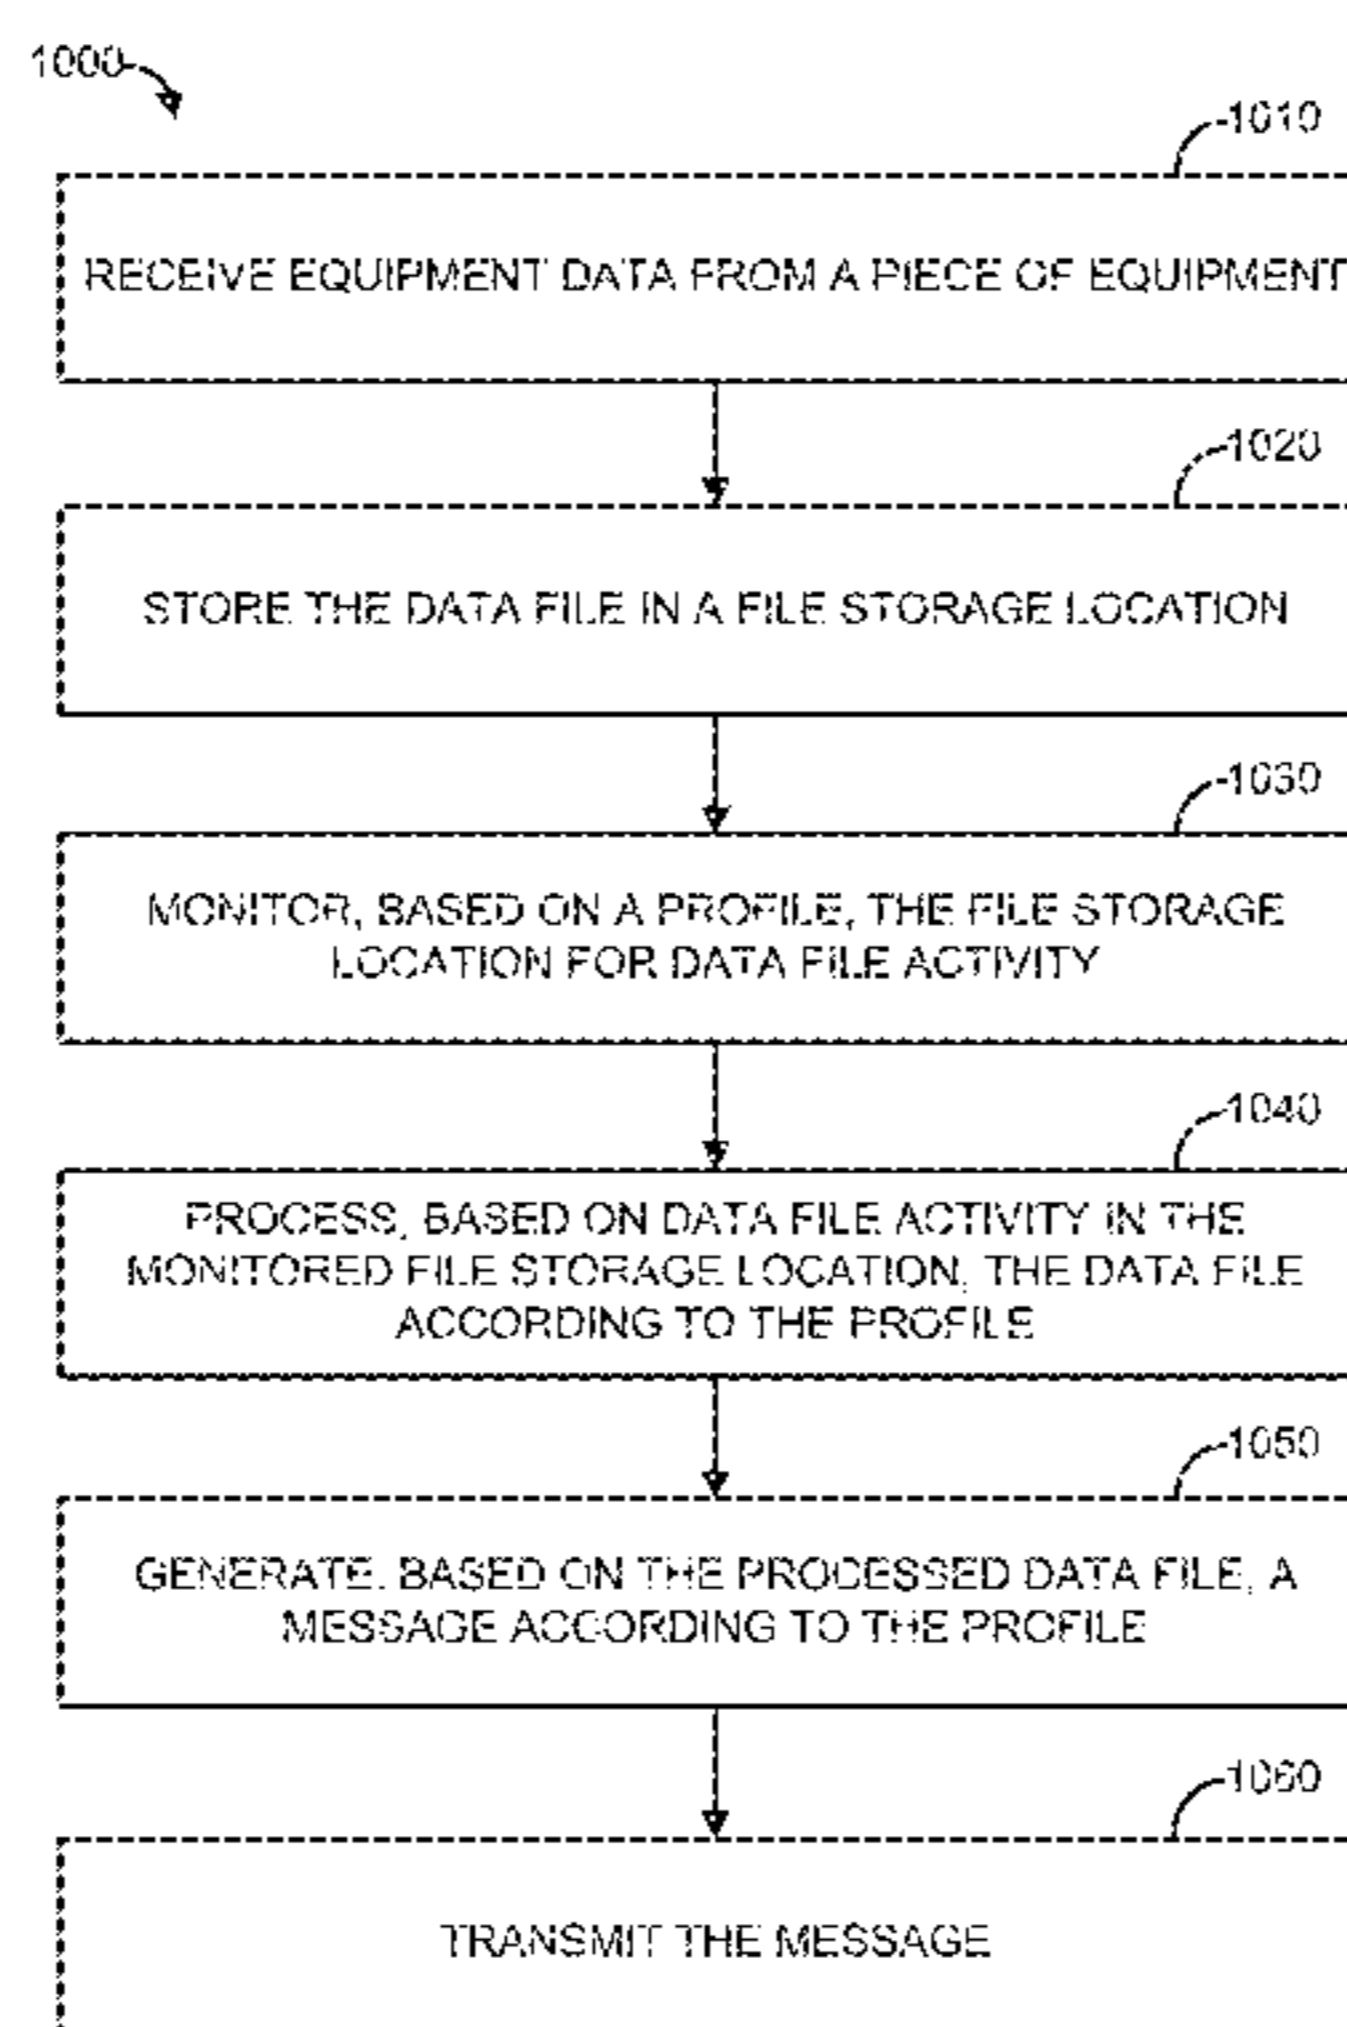 1000
1010
RECEIVE EQUIPMENT DATA FROM A PIECE OF EQUIPMENT
1020
STORE THE DATA FILE IN A FILE STORAGE LOCATION
1030
MONITOR, BASED ON A PROFILE, THE FILE STORAGE
LOCATION FOR DATA FILE ACTIVITY
1040
PROCESS, BASED ON DATA FILE ACTIVITY IN THE
MONITORED FILE STORAGE LOCATION, THE DATA FILE
ACCORDING TO THE PROFILE
1050
GENERATE, BASED ON THE PROCESSED DATA FILE, A
MESSAGE ACCORDING TO THE PROFILE
1060
TRANSMIT THE MESSAGE